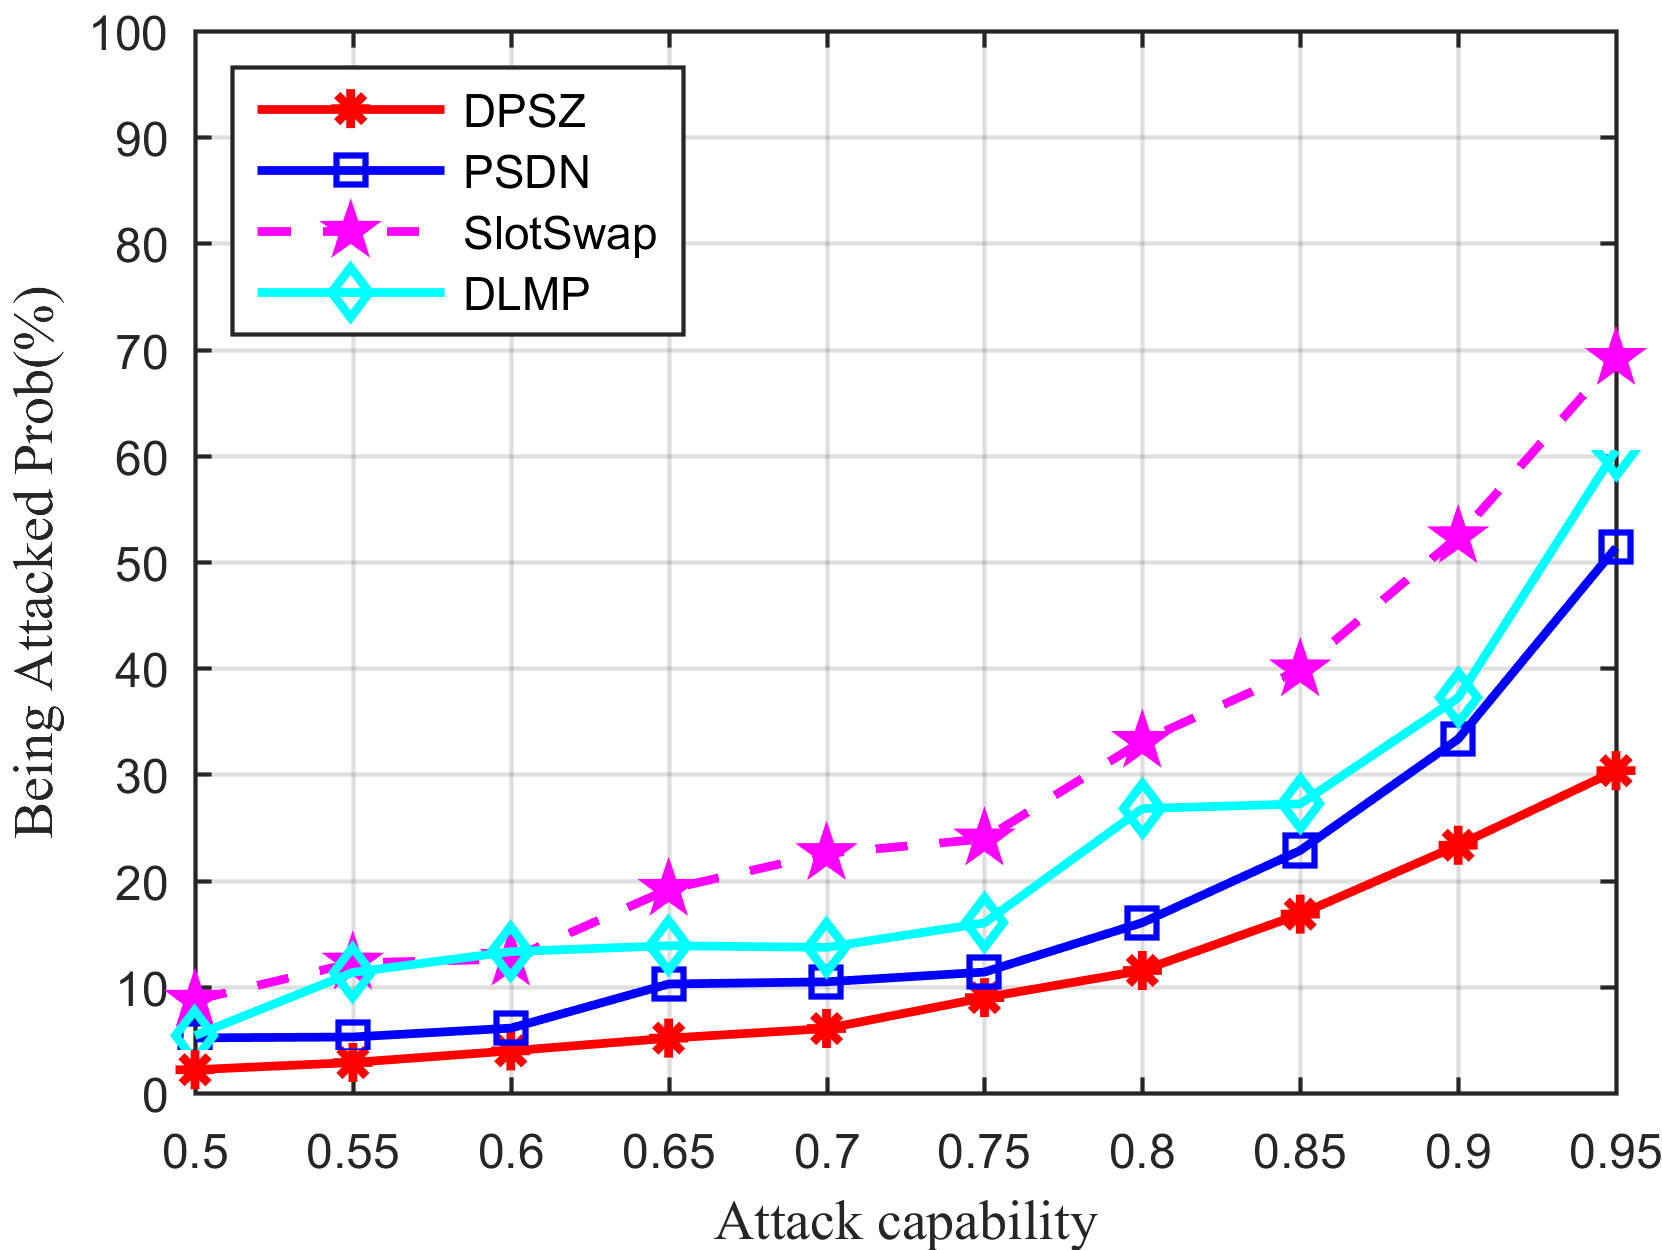 100
90
80
70
60
50
40
30
20
10
0
Being Attacked Prob(%)
DPSZ
PSDN
SlotSwap
DLMP
0.5 0.55 0.6 0.65 0.7 0.75 0.8 0.85 0.9 0.95
Attack capability